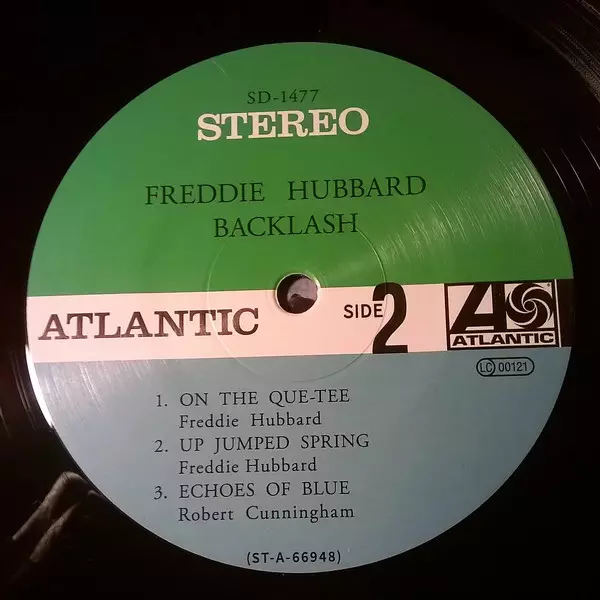 SD-1477
STEREO
FREDDIE HUBBARD
BACKLASH
ATLANTIC
SIDE 2
ATLANTIC
LC 00121
1. ON THE QUE-TEE
Freddie Hubbard
2. UP JUMPED SPRING
Freddie Hubbard
3. ECHOES OF BLUE
Robert Cunningham
(ST-A-66948)